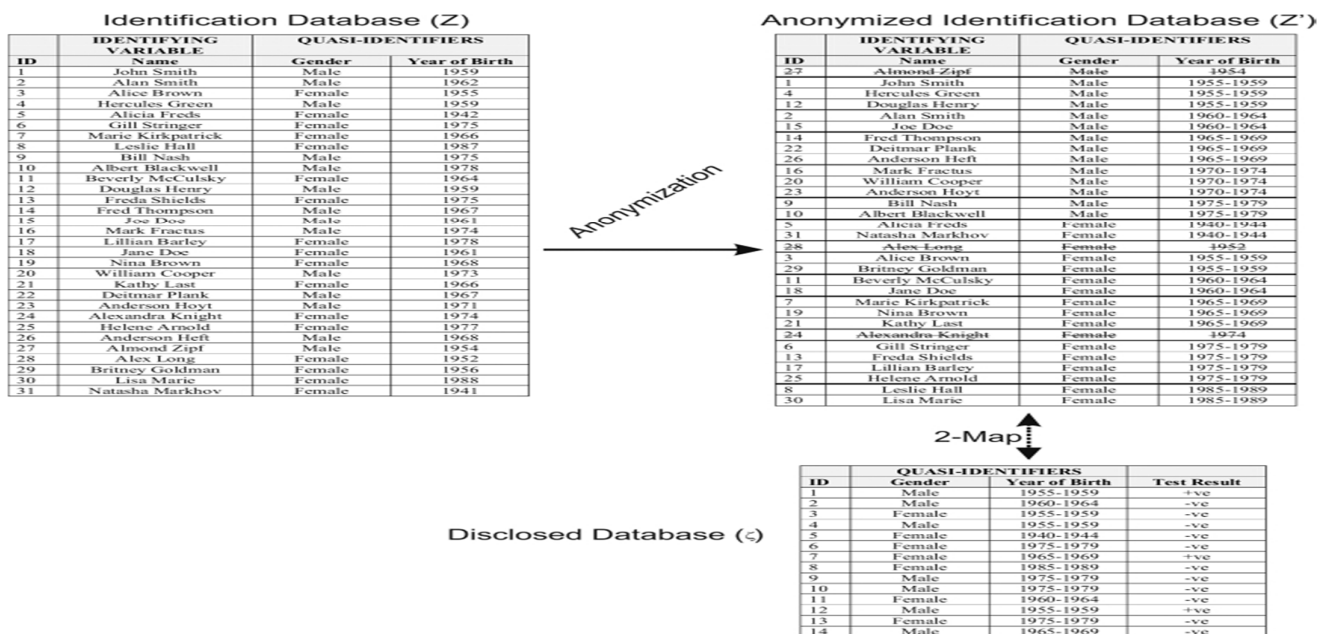 Identification Database (Z)
IDENTIFYING VARIABLE QUASI-IDENTIFIERS
ID Name Gender Year of Birth
1 John Smith Male 1959
2 Alan Smith Male 1962
3 Alice Brown Female 1955
4 Hercules Green Male 1959
5 Alicia Freds Female 1942
6 Gill Stringer Female 1975
7 Marie Kirkpatrick Female 1966
8 Leslie Hall Female 1987
9 Bill Nash Male 1975
10 Albert Blackwell Male 1978
11 Beverly McCulsky Female 1964
12 Douglas Henry Male 1959
13 Freda Shields Female 1975
14 Fred Thompson Male 1967
15 Joe Doe Male 1961
16 Mark Fractus Male 1974
17 Lillian Barley Female 1978
18 Jane Doe Female 1961
19 Nina Brown Female 1968
20 William Cooper Male 1973
21 Kathy Last Female 1966
22 Deitmar Plank Male 1967
23 Anderson Hoyt Male 1971
24 Alexandra Knight Female 1974
25 Helene Arnold Female 1977
26 Anderson Heft Male 1968
27 Almond Zipf Male 1954
28 Alex Long Female 1952
29 Britney Goldman Female 1956
30 Lisa Marie Female 1988
31 Natasha Markhov Female 1941
Anonymization
Anonymized Identification Database (Z')
IDENTIFYING VARIABLE QUASI-IDENTIFIERS
ID Name Gender Year of Birth
27 Almond Zipf Male 1954
1 John Smith Male 1955-1959
4 Hercules Green Male 1955-1959
12 Douglas Henry Male 1955-1959
2 Alan Smith Male 1960-1964
15 Joe Doe Male 1960-1964
14 Fred Thompson Male 1965-1969
22 Deitmar Plank Male 1965-1969
26 Anderson Heft Male 1965-1969
16 Mark Fractus Male 1970-1974
20 William Cooper Male 1970-1974
23 Anderson Hoyt Male 1970-1974
9 Bill Nash Male 1975-1979
10 Albert Blackwell Male 1975-1979
5 Alicia Freds Female 1940-1944
31 Natasha Markhov Female 1940-1944
28 Alex Long Female 1952
3 Alice Brown Female 1955-1959
29 Britney Goldman Female 1955-1959
11 Beverly McCulsky Female 1960-1964
18 Jane Doe Female 1960-1964
7 Marie Kirkpatrick Female 1965-1969
19 Nina Brown Female 1965-1969
21 Kathy Last Female 1965-1969
24 Alexandra Knight Female 1974
6 Gill Stringer Female 1975-1979
13 Freda Shields Female 1975-1979
17 Lillian Barley Female 1975-1979
25 Helene Arnold Female 1975-1979
8 Leslie Hall Female 1985-1989
30 Lisa Marie Female 1985-1989
2-Map
Disclosed Database (ς)
QUASI-IDENTIFIERS
ID Gender Year of Birth Test Result
1 Male 1955-1959 +ve
2 Male 1960-1964 -ve
3 Female 1955-1959 -ve
4 Male 1955-1959 -ve
5 Female 1940-1944 -ve
6 Female 1975-1979 -ve
7 Female 1965-1969 +ve
8 Female 1985-1989 -ve
9 Male 1975-1979 -ve
10 Male 1975-1979 -ve
11 Female 1960-1964 -ve
12 Male 1955-1959 +ve
13 Female 1975-1979 -ve
14 Male 1965-1969 -ve